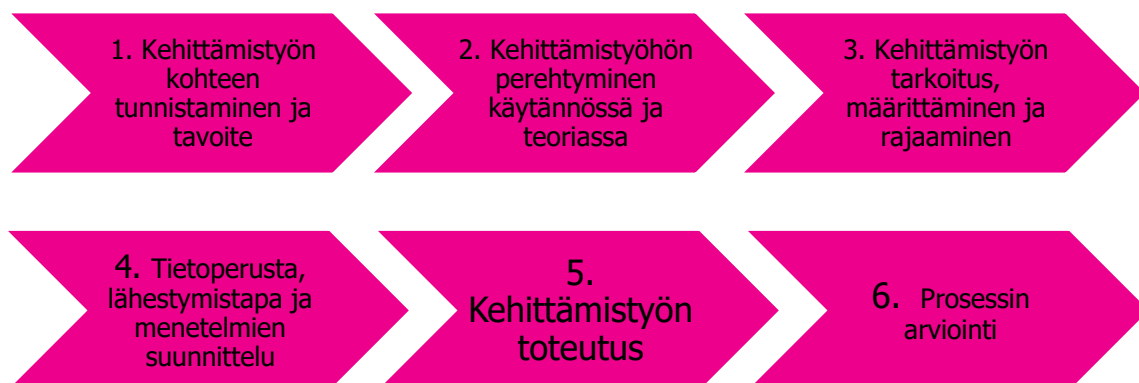 1. Kehittämistyön
kohteen
tunnistaminen ja
tavoite
2. Kehittämistyöhön
perehtyminen
käytännössä ja
teoriassa
3. Kehittämistyön
tarkoitus,
määrittäminen ja
rajaaminen
4. Tietoperusta,
lähestymistapa ja
menetelmien
suunnittelu
5.
Kehittämistyön
toteutus
6. Prosessin
arviointi